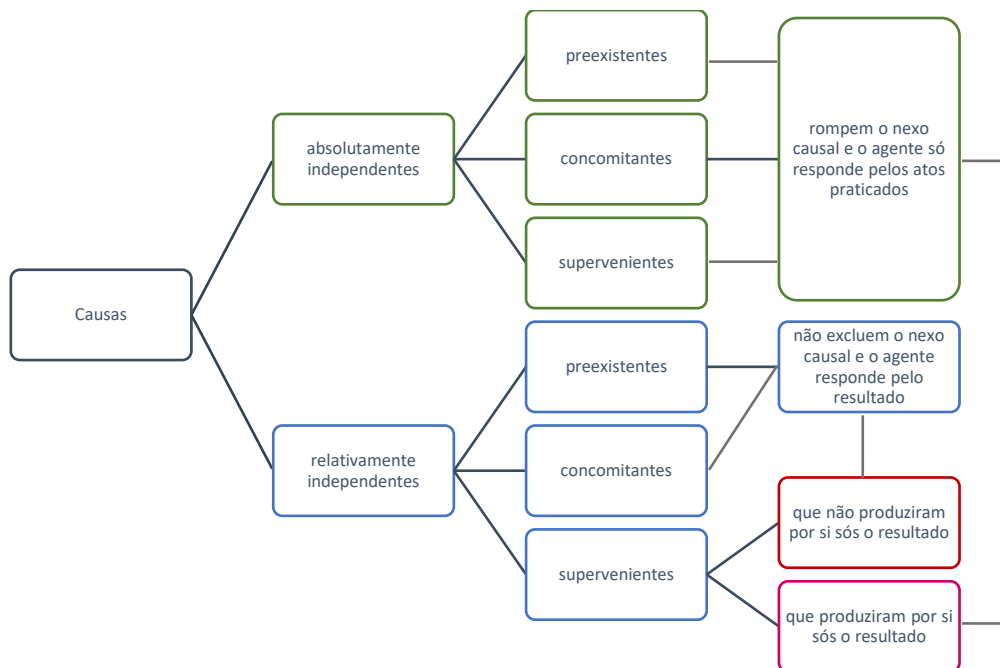 Causas
absolutamente
independentes
preexistentes
concomitantes
supervenientes
rompem o nexo
causal e o agente só
responde pelos atos
praticados
relativamente
independentes
preexistentes
concomitantes
supervenientes
não excluem o nexo
causal e o agente
responde pelo
resultado
que não produziram
por si sós o resultado
que produziram por si
sós o resultado